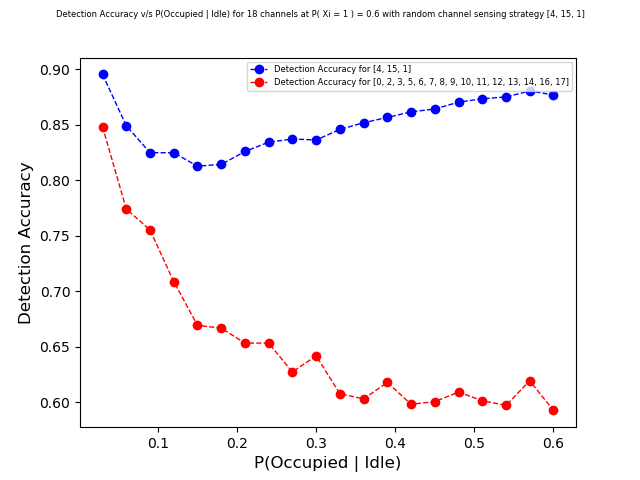 Detection Accuracy v/s P(Occupied | Idle) for 18 channels at P( Xi = 1 ) = 0.6 with random channel sensing strategy [4, 15, 1]
Detection Accuracy for [4, 15, 1]
Detection Accuracy for [0, 2, 3, 5, 6, 7, 8, 9, 10, 11, 12, 13, 14, 16, 17]
Detection Accuracy
0.90
0.85
0.80
0.75
0.70
0.65
0.60
0.1 0.2 0.3 0.4 0.5 0.6
P(Occupied | Idle)